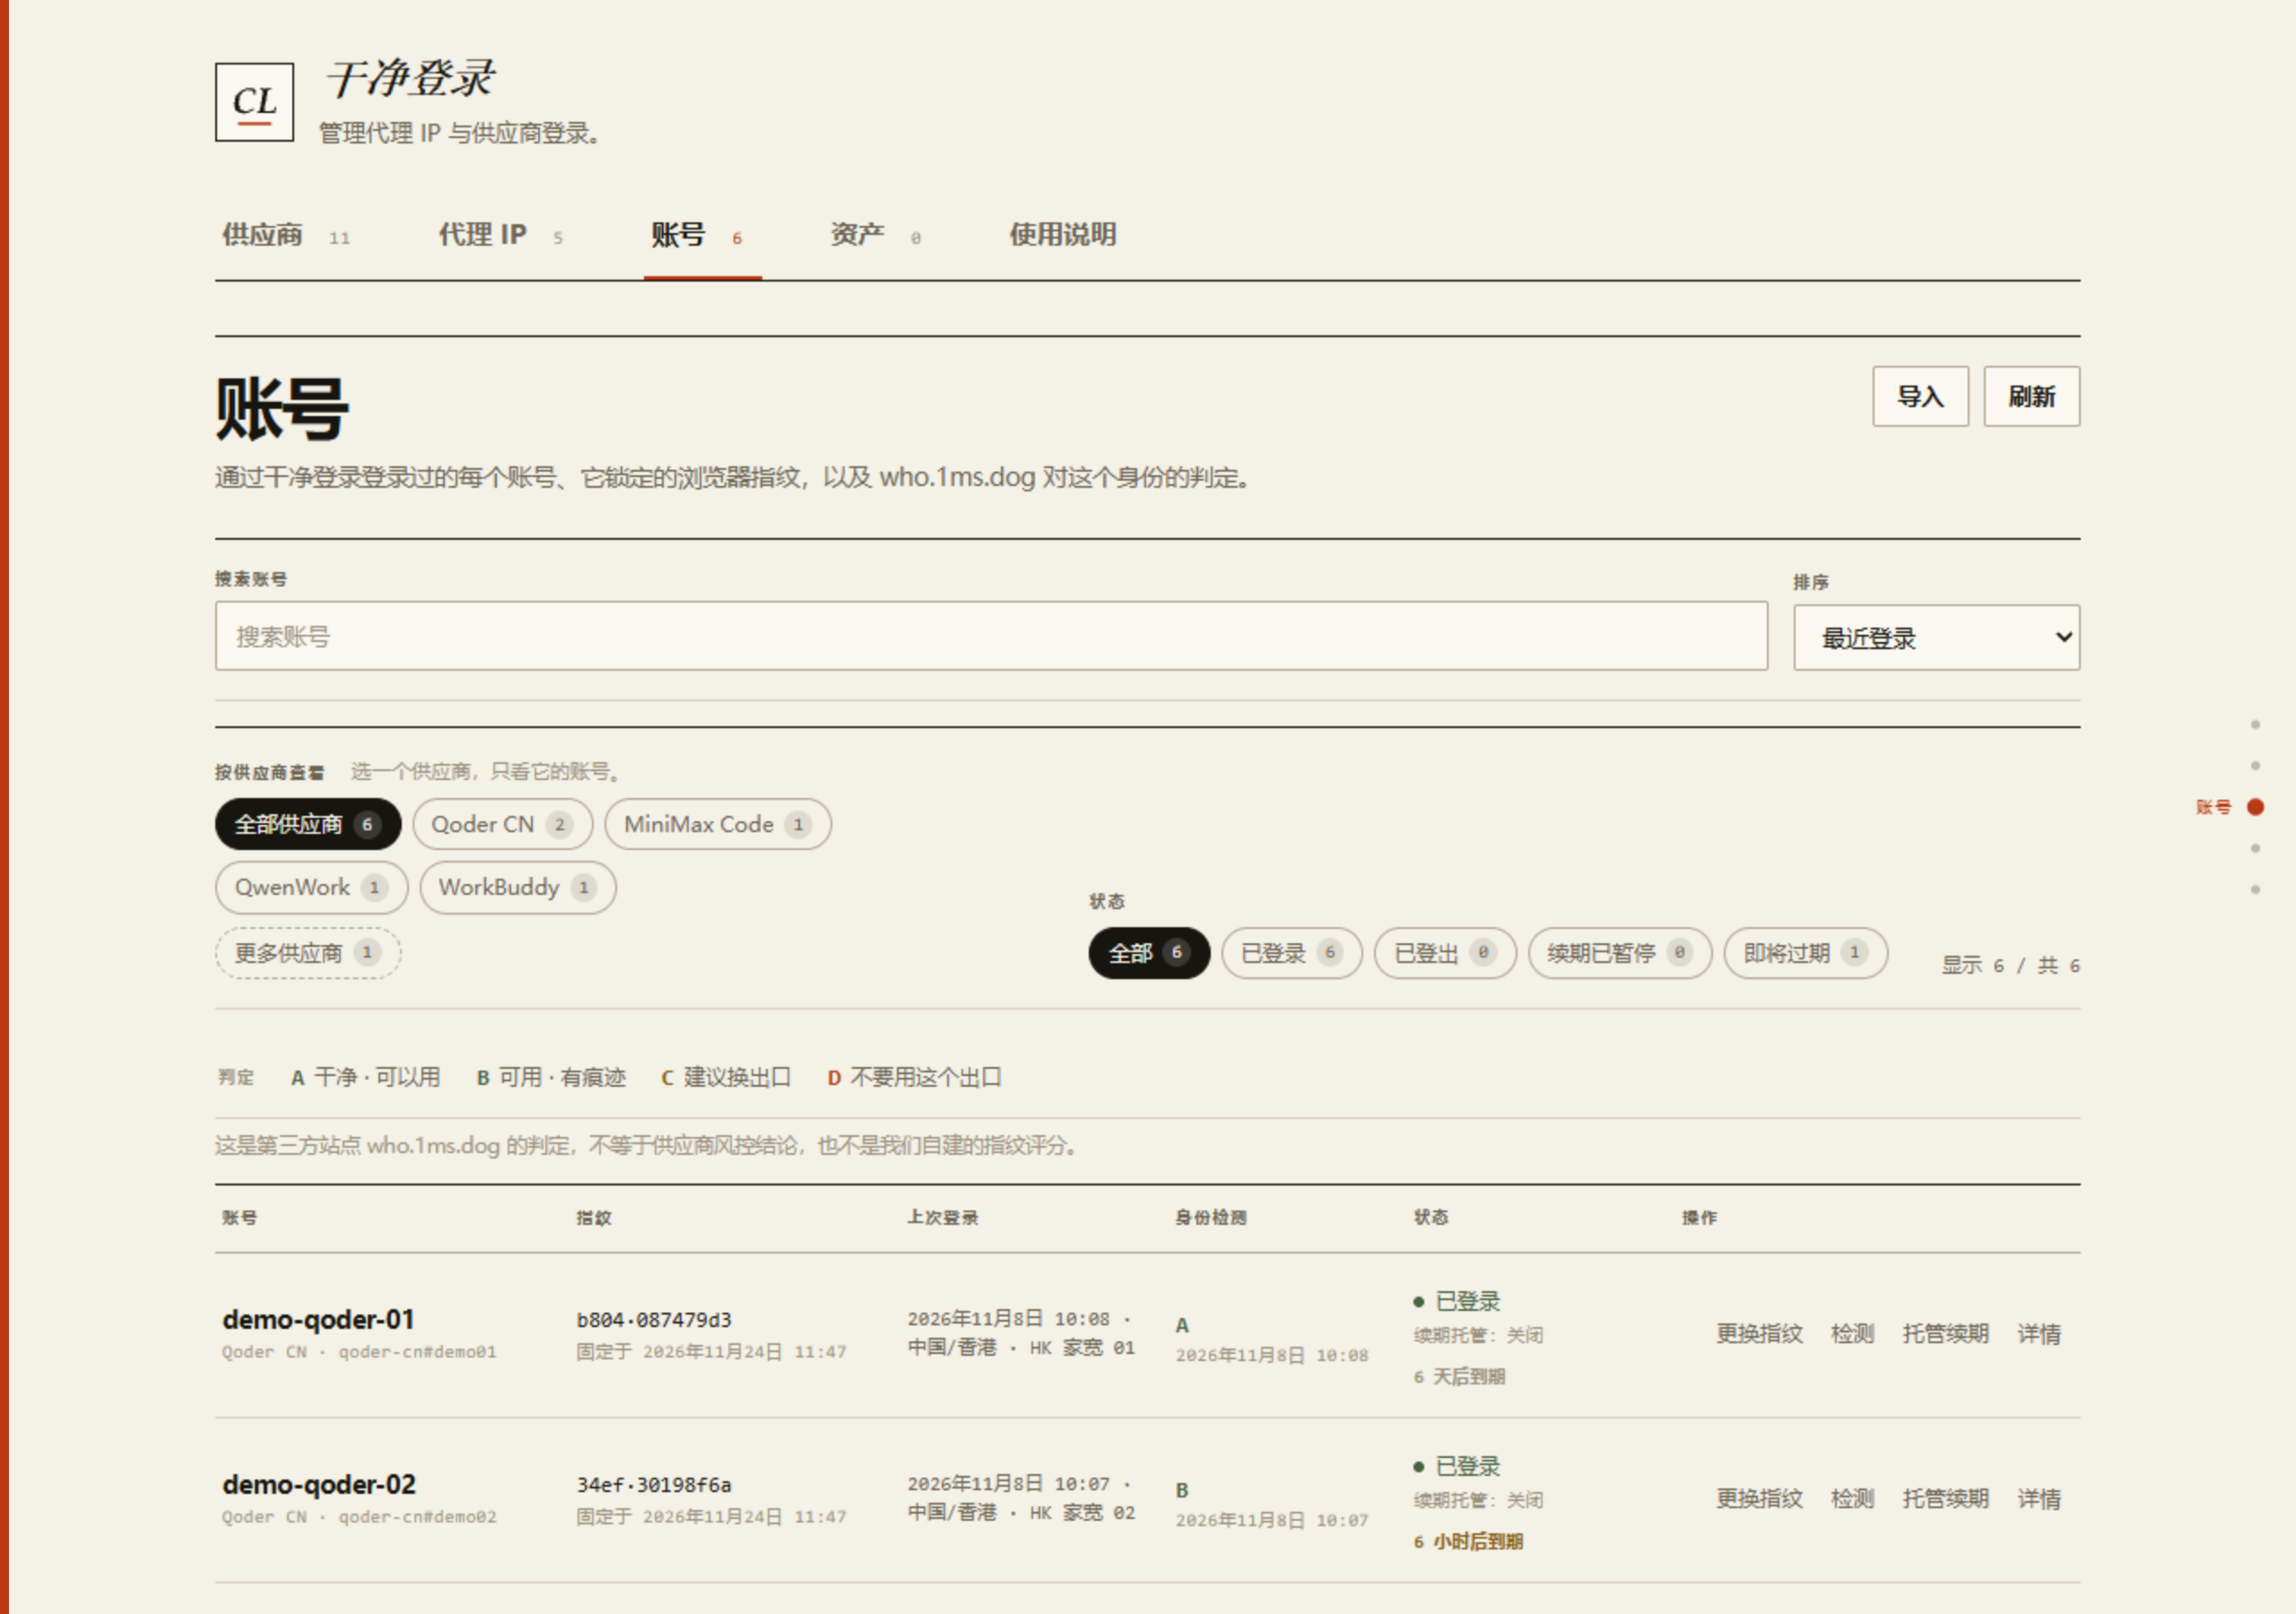 CL
干净登录
管理代理 IP 与供应商登录。
供应商 11 代理 IP 5 账号 6 资产 0 使用说明
账号
导入 刷新
通过干净登录登录过的每个账号、它锁定的浏览器指纹，以及 who.1ms.dog 对这个身份的判定。
搜索账号 排序
搜索账号 最近登录
按供应商查看 选一个供应商，只看它的账号。
全部供应商 6 Qoder CN 2 MiniMax Code 1
账号
QwenWork 1 WorkBuddy 1
状态
更多供应商 1 全部 6 已登录 6 已登出 0 续期已暂停 0 即将过期 1 显示 6 / 共 6
判定 A 干净 · 可以用 B 可用 · 有痕迹 C 建议换出口 D 不要用这个出口
这是第三方站点 who.1ms.dog 的判定，不等于供应商风控结论，也不是我们自建的指纹评分。
账号 指纹 上次登录 身份检测 状态 操作
demo-qoder-01
Qoder CN · qoder-cn#demo01
b804·087479d3
固定于 2026年11月24日 11:47
2026年11月8日 10:08 ·
中国/香港 · HK 家宽 01
A
2026年11月8日 10:08
已登录
续期托管：关闭
6 天后到期
更换指纹 检测 托管续期 详情
demo-qoder-02
Qoder CN · qoder-cn#demo02
34ef·30198f6a
固定于 2026年11月24日 11:47
2026年11月8日 10:07 ·
中国/香港 · HK 家宽 02
B
2026年11月8日 10:07
已登录
续期托管：关闭
6 小时后到期
更换指纹 检测 托管续期 详情